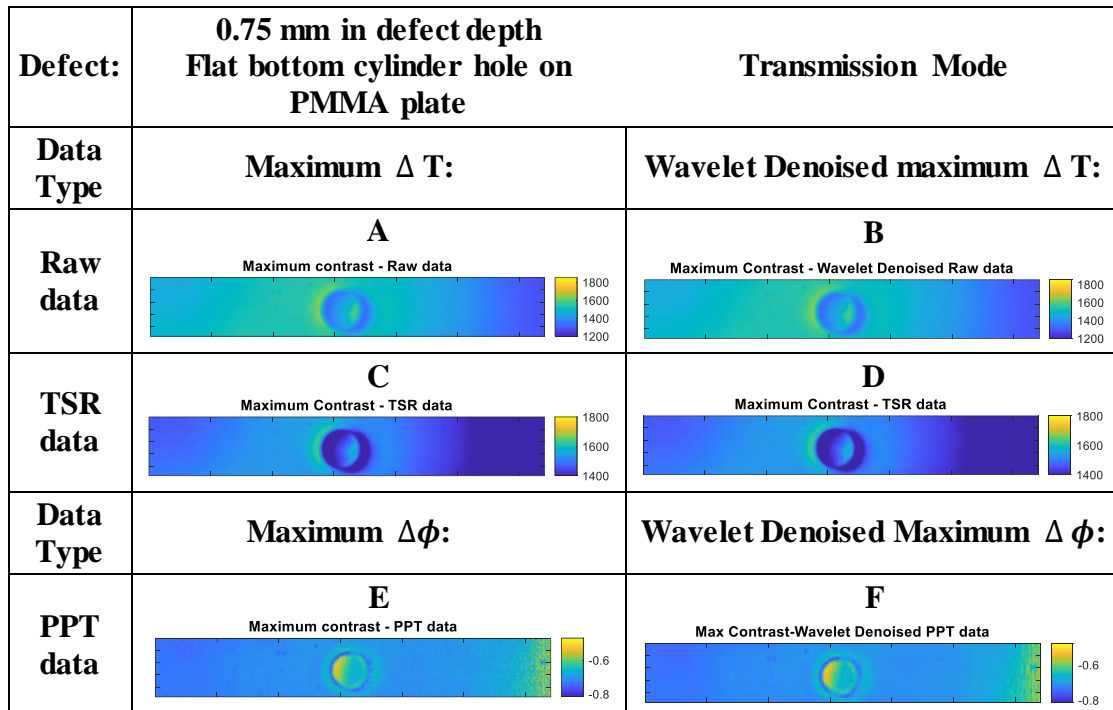 Defect:
0.75 mm in defect depth
Flat bottom cylinder hole on
PMMA plate
Transmission Mode
Data
Type
Maximum Δ T:
Wavelet Denoised maximum Δ T:
Raw
data
A
Maximum contrast - Raw data
1800
1600
1400
1200
B
Maximum Contrast - Wavelet Denoised Raw data
1800
1600
1400
1200
TSR
data
C
Maximum Contrast - TSR data
1800
1600
1400
D
Maximum Contrast - TSR data
1800
1600
1400
Data
Type
Maximum Δϕ:
Wavelet Denoised Maximum Δ ϕ:
PPT
data
E
Maximum contrast - PPT data
-0.6
-0.8
F
Max Contrast-Wavelet Denoised PPT data
-0.6
-0.8